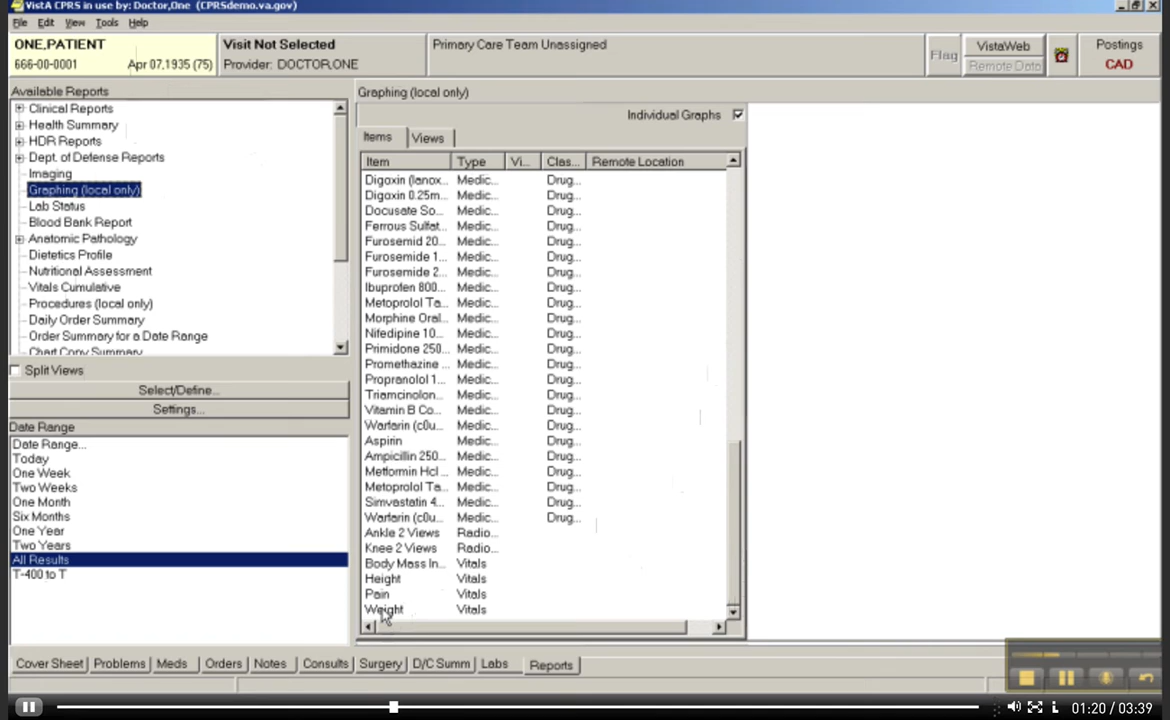 VistA CPRS in use by: Doctor,One (CPRSdemo.va.gov)
File Edit View Tools Help
ONE,PATIENT
666-00-0001 Apr 07,1935 (75)
Visit Not Selected
Provider: DOCTOR,ONE
Primary Care Team Unassigned
Flag
VistaWeb
Remote Data
Postings
CAD
Available Reports
Clinical Reports
Health Summary
HDR Reports
Dept. of Defense Reports
Imaging
Graphing (local only)
Lab Status
Blood Bank Report
Anatomic Pathology
Dietetics Profile
Nutritional Assessment
Vitals Cumulative
Procedures (local only)
Daily Order Summary
Order Summary for a Date Range
Chart Copy Summary
Split Views
Select/Define...
Settings...
Date Range
Date Range...
Today
One Week
Two Weeks
One Month
Six Months
One Year
Two Years
All Results
T-400 to T
Graphing (local only)
Individual Graphs
Items Views
Item Type Vi... Clas... Remote Location
Digoxin (lanox... Medic... Drug...
Digoxin 0.25m... Medic... Drug...
Docusate So... Medic... Drug...
Ferrous Sulfat... Medic... Drug...
Furosemid 20... Medic... Drug...
Furosemide 1... Medic... Drug...
Furosemide 2... Medic... Drug...
Ibuprofen 800... Medic... Drug...
Metoprolol Ta... Medic... Drug...
Morphine Oral... Medic... Drug...
Nifedipine 10... Medic... Drug...
Primidone 250... Medic... Drug...
Promethazine ... Medic... Drug...
Propranolol 1... Medic... Drug...
Triamcinolon... Medic... Drug...
Vitamin B Co... Medic... Drug...
Warfarin (c0u... Medic... Drug...
Aspirin Medic... Drug...
Ampicillin 250... Medic... Drug...
Metformin Hcl ... Medic... Drug...
Metoprolol Ta... Medic... Drug...
Simvastatin 4... Medic... Drug...
Warfarin (c0u... Medic... Drug...
Ankle 2 Views Radio...
Knee 2 Views Radio...
Body Mass In... Vitals
Height Vitals
Pain Vitals
Weight Vitals
Cover Sheet Problems Meds Orders Notes Consults Surgery D/C Summ Labs Reports
01:20 / 03:39